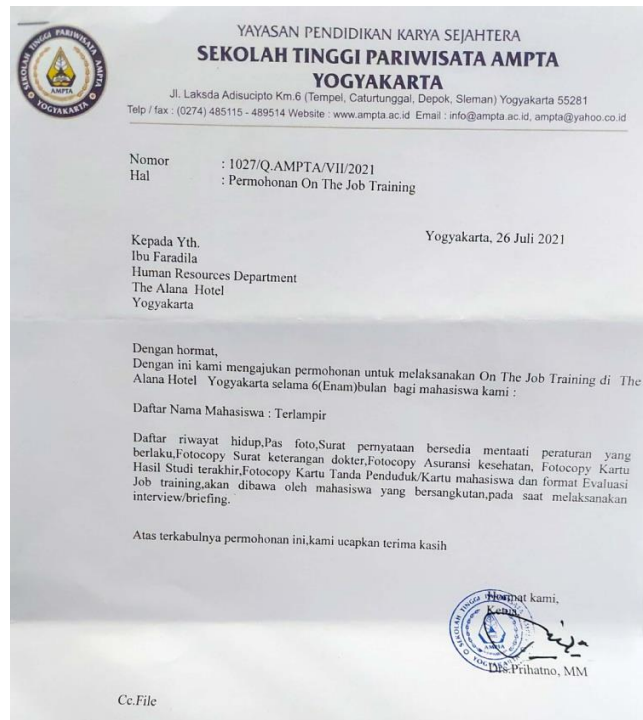 YAYASAN PENDIDIKAN KARYA SEJAHTERA
SEKOLAH TINGGI PARIWISATA AMPTA
YOGYAKARTA
Jl. Laksda Adisucipto Km.6 (Tempel, Caturtunggal, Depok, Sleman) Yogyakarta 55281
Telp / fax : (0274) 485115 - 489514 Website : www.ampta.ac.id Email : info@ampta.ac.id, ampta@yahoo.co.id
SEKOLAH TINGGI PARIWISATA AMPTA
AMPTA
YOGYAKARTA
Nomor : 1027/Q.AMPTA/VII/2021
Hal : Permohonan On The Job Training
Yogyakarta, 26 Juli 2021
Kepada Yth.
Ibu Faradila
Human Resources Department
The Alana Hotel
Yogyakarta
Dengan hormat,
Dengan ini kami mengajukan permohonan untuk melaksanakan On The Job Training di The
Alana Hotel Yogyakarta selama 6(Enam)bulan bagi mahasiswa kami :
Daftar Nama Mahasiswa : Terlampir
Daftar riwayat hidup,Pas foto,Surat pernyataan bersedia mentaati peraturan yang
berlaku,Fotocopy Surat keterangan dokter,Fotocopy Asuransi kesehatan, Fotocopy Kartu
Hasil Studi terakhir,Fotocopy Kartu Tanda Penduduk/Kartu mahasiswa dan format Evaluasi
Job training,akan dibawa oleh mahasiswa yang bersangkutan,pada saat melaksanakan
interview/briefing.
Atas terkabulnya permohonan ini,kami ucapkan terima kasih
Hormat kami,
Ketua
AMPTA
Drs.Prihatno, MM
Cc.File